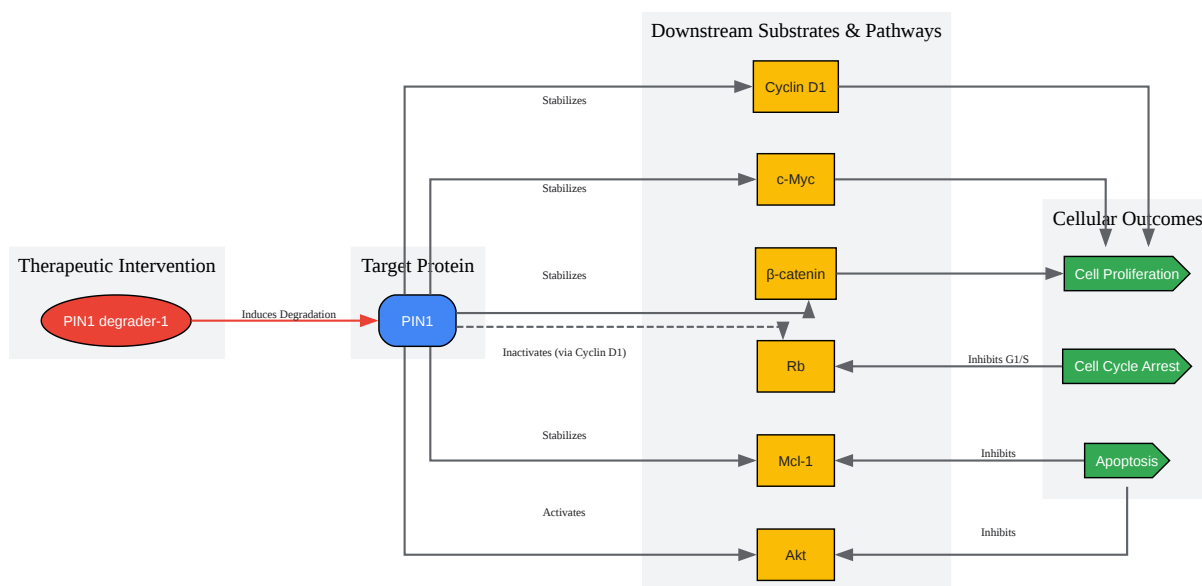 Downstream Substrates & Pathways
Cyclin D1
Stabilizes
c-Myc
Stabilizes
Cellular Outcomes
Therapeutic Intervention
Target Protein
β-catenin
Stabilizes
Cell Proliferation
PIN1 degrader-1
Induces Degradation
PIN1
Inactivates (via Cyclin D1)
Rb
Inhibits G1/S
Cell Cycle Arrest
Stabilizes
Mcl-1
Inhibits
Apoptosis
Activates
Akt
Inhibits